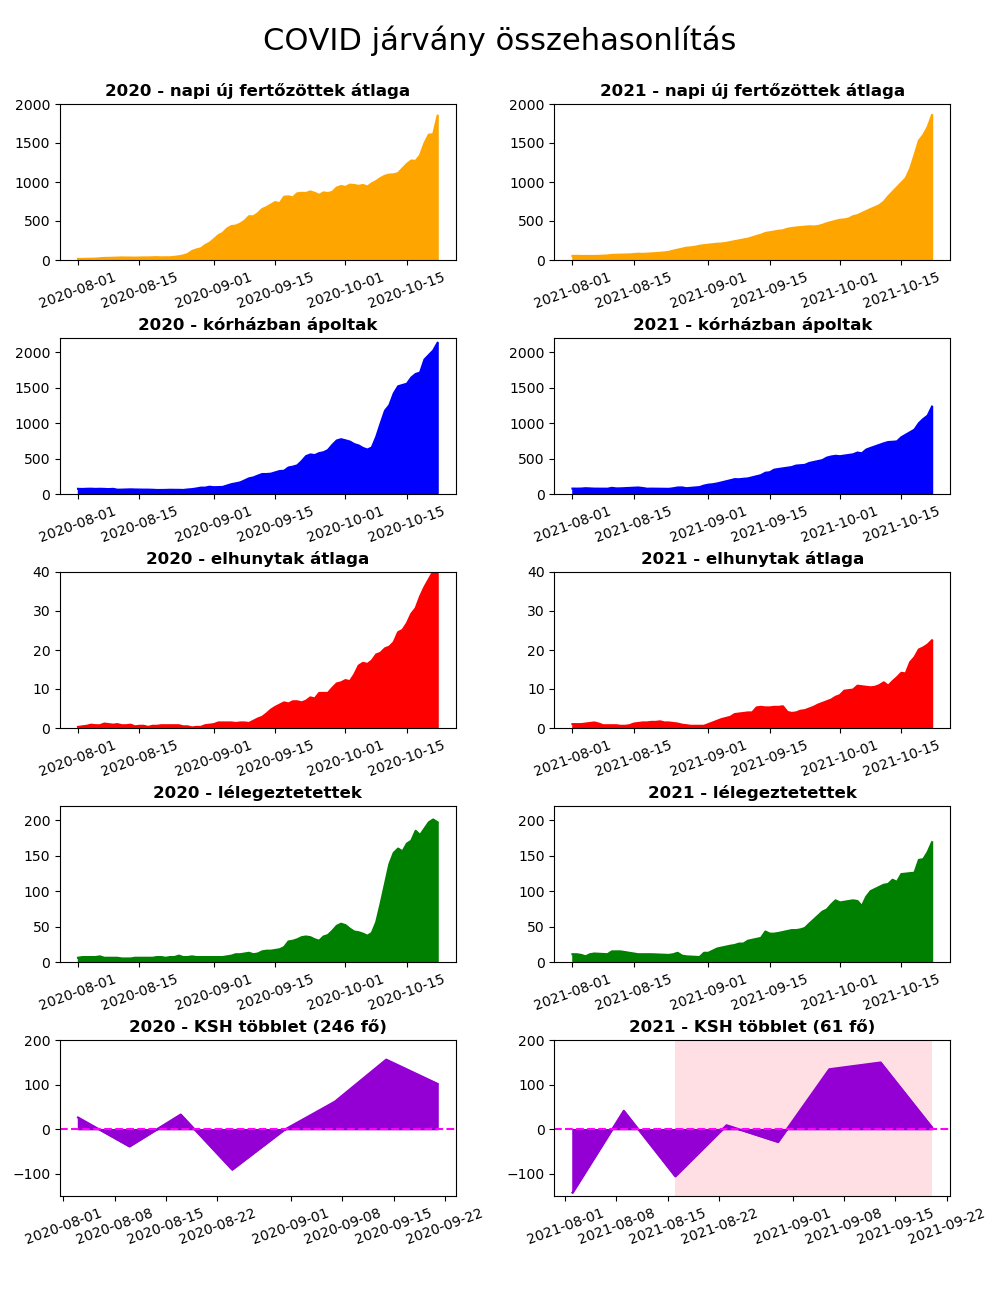 COVID járvány összehasonlítás
2020 - napi új fertőzöttek átlaga
2000
1500
1000
500
0
2020-08-01 2020-08-15 2020-09-01 2020-09-15 2020-10-01 2020-10-15
2021 - napi új fertőzöttek átlaga
2000
1500
1000
500
0
2021-08-01 2021-08-15 2021-09-01 2021-09-15 2021-10-01 2021-10-15
2020 - kórházban ápoltak
2000
1500
1000
500
0
2020-08-01 2020-08-15 2020-09-01 2020-09-15 2020-10-01 2020-10-15
2021 - kórházban ápoltak
2000
1500
1000
500
0
2021-08-01 2021-08-15 2021-09-01 2021-09-15 2021-10-01 2021-10-15
2020 - elhunytak átlaga
40
30
20
10
0
2020-08-01 2020-08-15 2020-09-01 2020-09-15 2020-10-01 2020-10-15
2021 - elhunytak átlaga
40
30
20
10
0
2021-08-01 2021-08-15 2021-09-01 2021-09-15 2021-10-01 2021-10-15
2020 - lélegeztetettek
200
150
100
50
0
2020-08-01 2020-08-15 2020-09-01 2020-09-15 2020-10-01 2020-10-15
2021 - lélegeztetettek
200
150
100
50
0
2021-08-01 2021-08-15 2021-09-01 2021-09-15 2021-10-01 2021-10-15
2020 - KSH többlet (246 fő)
200
100
0
−100
2020-08-01 2020-08-08 2020-08-15 2020-08-22 2020-09-01 2020-09-08 2020-09-15 2020-09-22
2021 - KSH többlet (61 fő)
200
100
0
−100
2021-08-01 2021-08-08 2021-08-15 2021-08-22 2021-09-01 2021-09-08 2021-09-15 2021-09-22